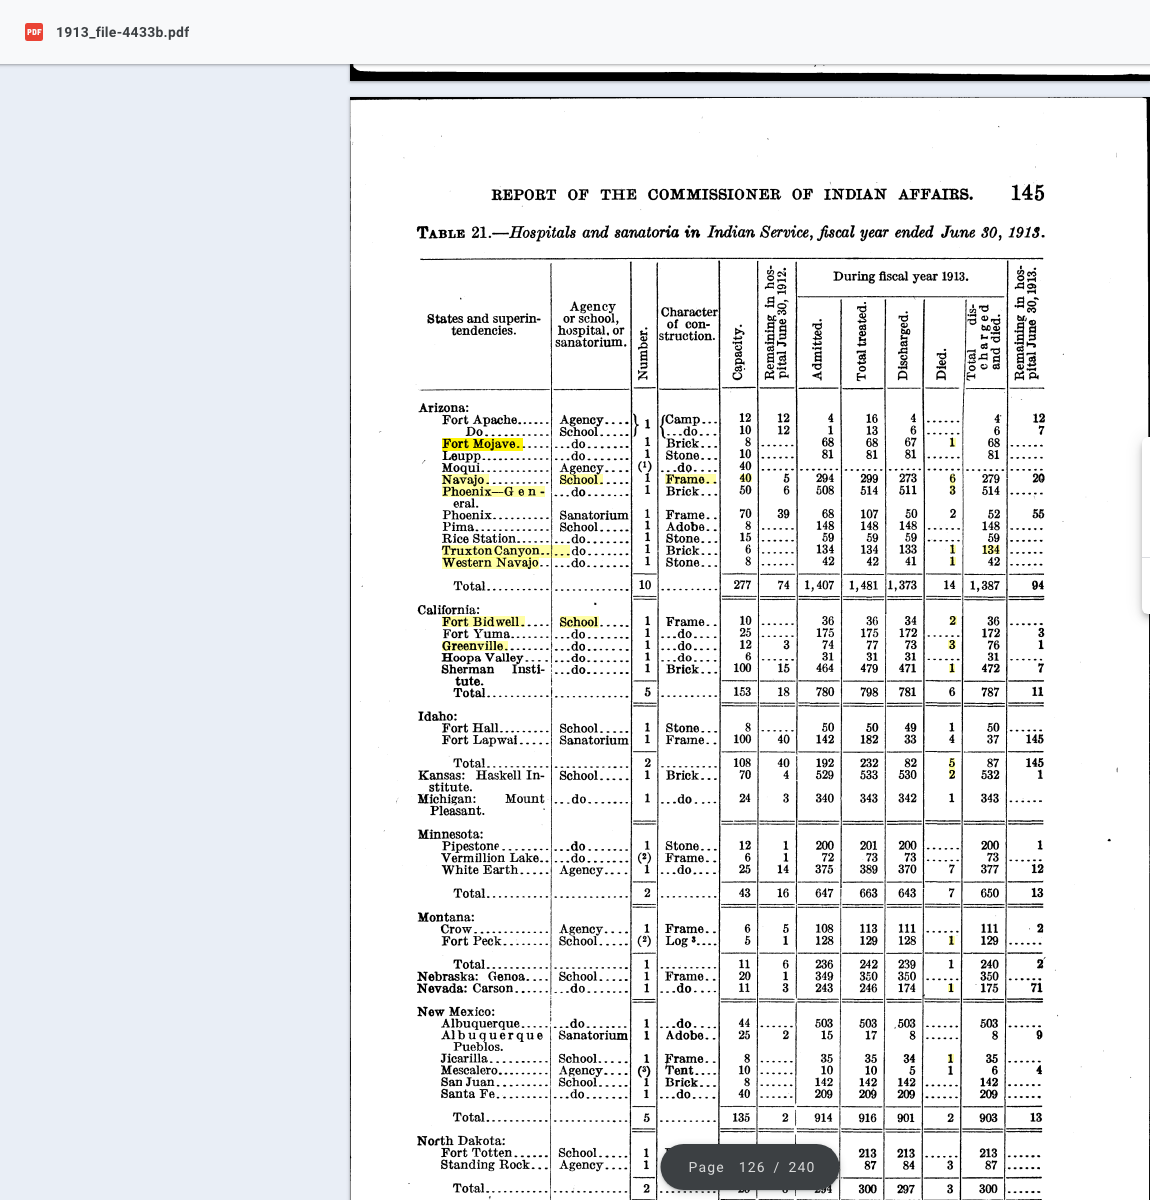 1913_file-4433b.pdf
REPORT OF THE COMMISSIONER OF INDIAN AFFAIRS. 145
TABLE 21.—Hospitals and sanatoria in Indian Service, fiscal year ended June 30, 1913.
States and superin-tendencies. Agency or school, hospital, or sanatorium. Number. Character of con-struction. Capacity. Remaining in hos-pital June 30, 1912. During fiscal year 1913. Remaining in hos-pital June 30, 1913.
Admitted. Total treated. Discharged. Died. Total dis-charged and died.
Arizona:
Fort Apache...... Agency.... } 1 {Camp... 12 12 4 16 4 ...... 4 12
Do.......... School..... ...do.... 10 12 1 13 6 ...... 6 7
Fort Mojave...... ...do....... 1 Brick... 8 ...... 68 68 67 1 68 ......
Leupp.......... ...do....... 1 Stone... 10 ...... 81 81 81 ...... 81 ......
Moqui.......... Agency.... (1) ...do.... 40 ...... ...... ...... ...... ...... ...... ......
Navajo.......... School..... 1 Frame.. 40 5 294 299 273 6 279 20
Phoenix—Gen-eral. ...do....... 1 Brick... 50 6 508 514 511 3 514 ......
Phoenix.......... Sanatorium 1 Frame.. 70 39 68 107 50 2 52 55
Pima............ School..... 1 Adobe.. 8 ...... 148 148 148 ...... 148 ......
Rice Station...... ...do....... 1 Stone... 15 ...... 59 59 59 ...... 59 ......
Truxton Canyon.. ...do....... 1 Brick... 6 ...... 134 134 133 1 134 ......
Western Navajo.. ...do....... 1 Stone... 8 ...... 42 42 41 1 42 ......
Total.......... .......... 10 .......... 277 74 1,407 1,481 1,373 14 1,387 94
California:
Fort Bidwell..... School..... 1 Frame.. 10 ...... 36 36 34 2 36 ......
Fort Yuma...... ...do....... 1 ...do.... 25 ...... 175 175 172 ...... 172 3
Greenville....... ...do....... 1 ...do.... 12 3 74 77 73 3 76 1
Hoopa Valley.... ...do....... 1 ...do.... 6 ...... 31 31 31 ...... 31 ......
Sherman Insti-tute. ...do....... 1 Brick... 100 15 464 479 471 1 472 7
Total.......... .......... 5 .......... 153 18 780 798 781 6 787 11
Idaho:
Fort Hall........ School..... 1 Stone... 8 ...... 50 50 49 1 50 ......
Fort Lapwai..... Sanatorium 1 Frame.. 100 40 142 182 33 4 37 145
Total.......... .......... 2 .......... 108 40 192 232 82 5 87 145
Kansas: Haskell In-stitute. School..... 1 Brick... 70 4 529 533 530 2 532 1
Michigan: Mount Pleasant. ...do....... 1 ...do.... 24 3 340 343 342 1 343 ......
Minnesota:
Pipestone........ ...do....... 1 Stone... 12 1 200 201 200 ...... 200 1
Vermillion Lake.. ...do....... (2) Frame.. 6 1 72 73 73 ...... 73 ......
White Earth..... Agency.... 1 ...do.... 25 14 375 389 370 7 377 12
Total.......... .......... 2 .......... 43 16 647 663 643 7 650 13
Montana:
Crow............ Agency.... 1 Frame.. 6 5 108 113 111 ...... 111 2
Fort Peck........ School..... (2) Log 3.... 5 1 128 129 128 1 129 ......
Total.......... .......... 1 .......... 11 6 236 242 239 1 240 2
Nebraska: Genoa.... School..... 1 Frame.. 20 1 349 350 350 ...... 350 ......
Nevada: Carson...... ...do....... 1 ...do.... 11 3 243 246 174 1 175 71
New Mexico:
Albuquerque..... ...do....... 1 ...do.... 44 ...... 503 503 503 ...... 503 ......
Albuquerque Pueblos. Sanatorium 1 Adobe.. 25 2 15 17 8 ...... 8 9
Jicarilla.......... School..... 1 Frame.. 8 ...... 35 35 34 1 35 ......
Mescalero........ Agency.... (2) Tent.... 10 ...... 10 10 5 1 6 4
San Juan........ School..... 1 Brick... 8 ...... 142 142 142 ...... 142 ......
Santa Fe......... ...do....... 1 ...do.... 40 ...... 209 209 209 ...... 209 ......
Total.......... .......... 5 .......... 135 2 914 916 901 2 903 13
North Dakota:
Fort Totten...... School..... 1 213 213 ...... 213 ......
Standing Rock... Agency.... 1 87 84 3 87 ......
Total.......... .......... 2 300 297 3 300 ......
Page 126 / 240